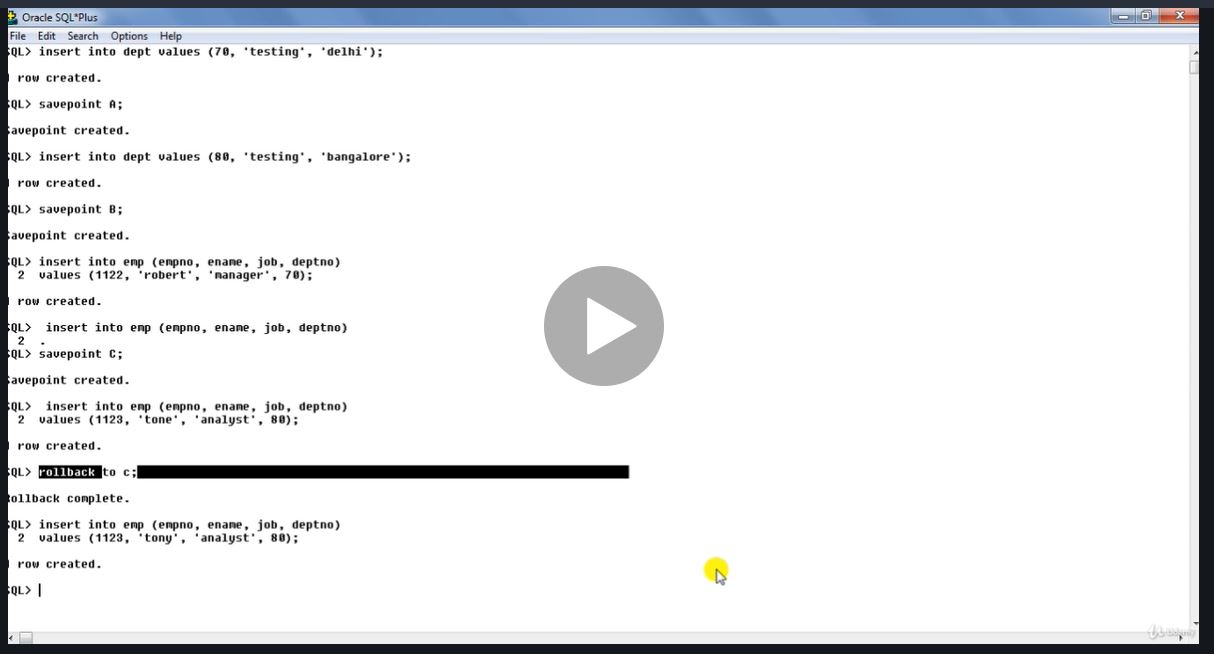 Oracle SQL*Plus
File Edit Search Options Help
SQL> insert into dept values (70, 'testing', 'delhi');
1 row created.
SQL> savepoint A;
Savepoint created.
SQL> insert into dept values (80, 'testing', 'bangalore');
1 row created.
SQL> savepoint B;
Savepoint created.
SQL> insert into emp (empno, ename, job, deptno)
2 values (1122, 'robert', 'manager', 70);
1 row created.
SQL> insert into emp (empno, ename, job, deptno)
2 .
SQL> savepoint C;
Savepoint created.
SQL> insert into emp (empno, ename, job, deptno)
2 values (1123, 'tone', 'analyst', 80);
1 row created.
SQL> rollback to c;
Rollback complete.
SQL> insert into emp (empno, ename, job, deptno)
2 values (1123, 'tony', 'analyst', 80);
1 row created.
SQL>
Udemy